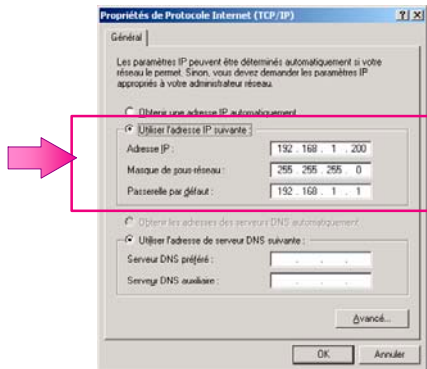 Propriétés de Protocole Internet (TCP/IP)
Général
Les paramètres IP peuvent être déterminés automatiquement si votre
réseau le permet. Sinon, vous devez demander les paramètres IP
appropriés à votre administrateur réseau.
Obtenir une adresse IP automatiquement
Utiliser l'adresse IP suivante :
Adresse IP : 192 . 168 . 1 . 200
Masque de sous-réseau : 255 . 255 . 255 . 0
Passerelle par défaut : 192 . 168 . 1 . 1
Obtenir les adresses des serveurs DNS automatiquement
Utiliser l'adresse de serveur DNS suivante :
Serveur DNS préféré : . . .
Serveur DNS auxiliaire : . . .
Avancé...
OK Annuler